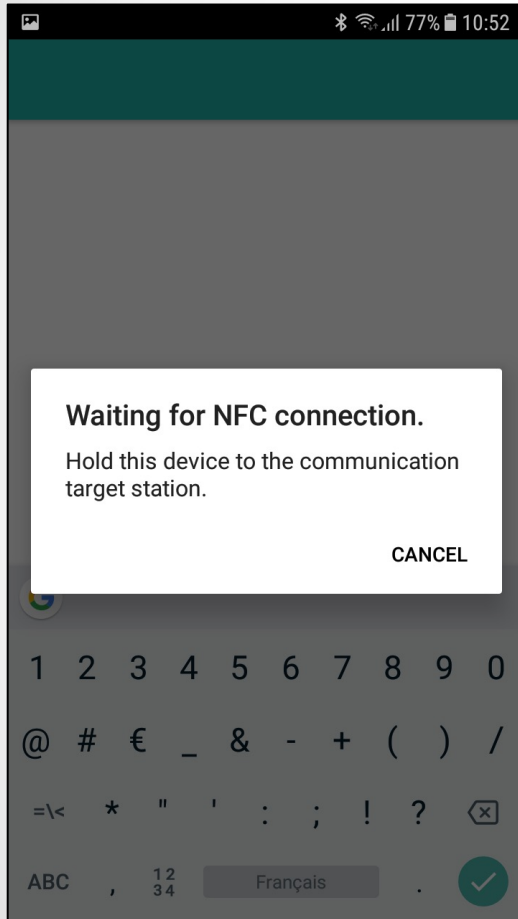 77% 10:52
Waiting for NFC connection.
Hold this device to the communication
target station.
CANCEL
1 2 3 4 5 6 7 8 9 0
@ # € _ & - + ( ) /
=\< * " ' : ; ! ?
ABC , 12 34 Français .